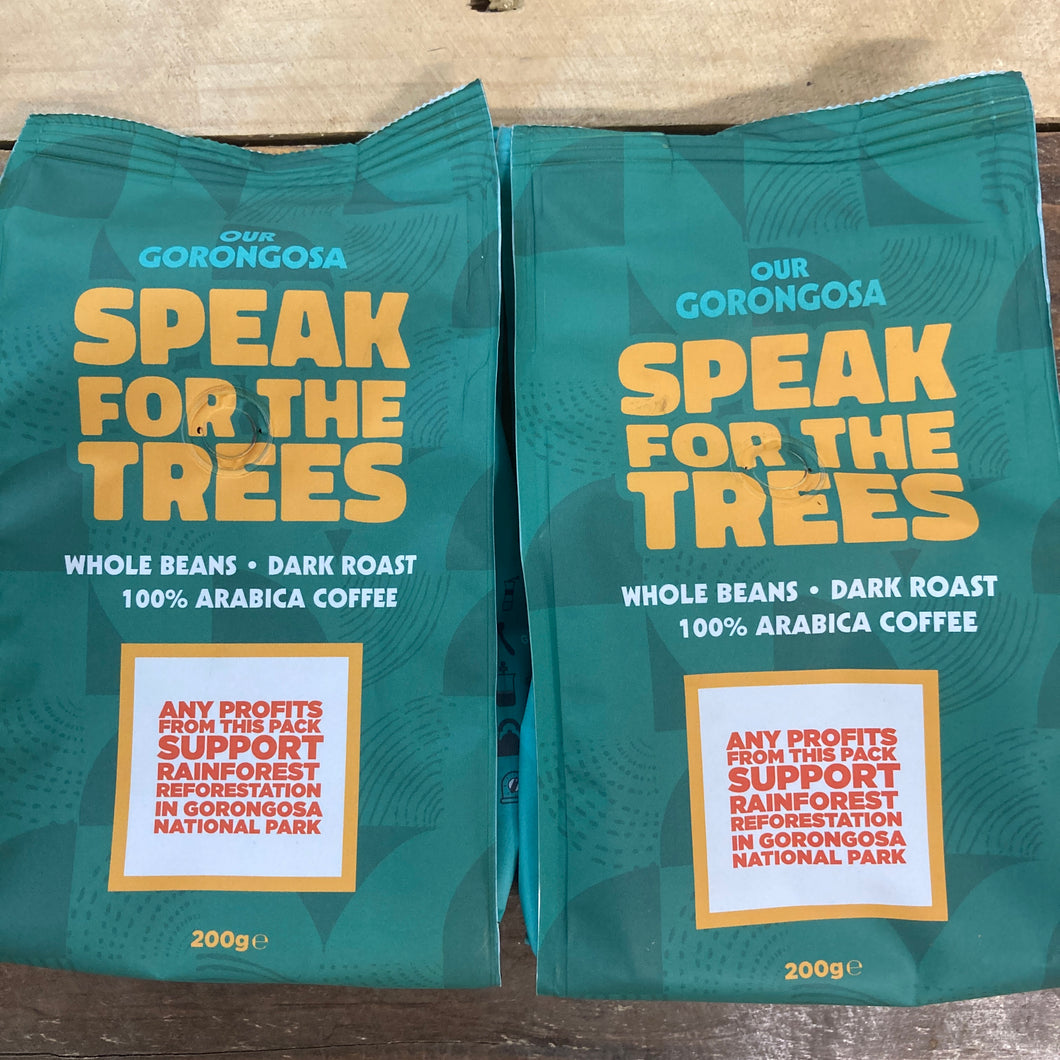 OUR
GORONGOSA
SPEAK
FOR THE
TREES
WHOLE BEANS • DARK ROAST
100% ARABICA COFFEE
ANY PROFITS
FROM THIS PACK
SUPPORT
RAINFOREST
REFORESTATION
IN GORONGOSA
NATIONAL PARK
200g℮
OUR
GORONGOSA
SPEAK
FOR THE
TREES
WHOLE BEANS • DARK ROAST
100% ARABICA COFFEE
ANY PROFITS
FROM THIS PACK
SUPPORT
RAINFOREST
REFORESTATION
IN GORONGOSA
NATIONAL PARK
200g℮